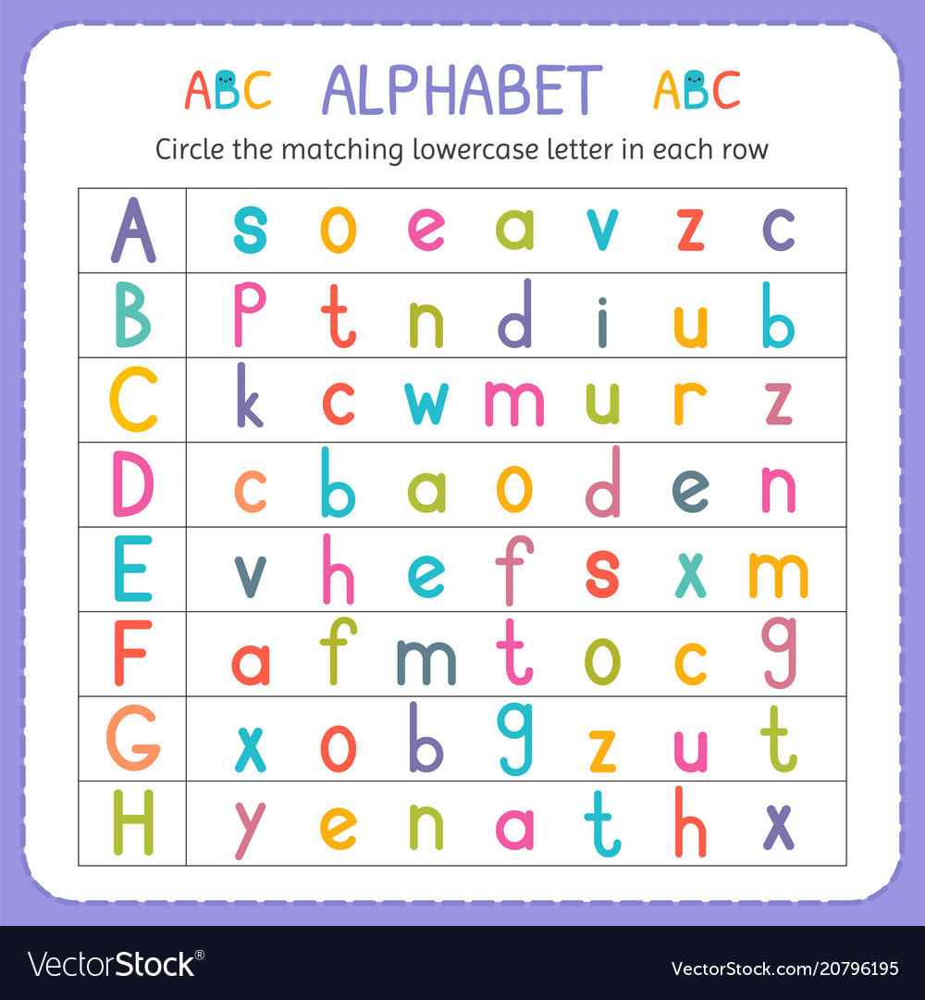 ABC ALPHABET ABC
Circle the matching lowercase letter in each row
A s o e a v z c
B p t n d i u b
C k c w m u r z
D c b a o d e n
E v h e f s x m
F a f m t o c g
G x o b g z u t
H y e n a t h x
VectorStock® VectorStock.com/20796195